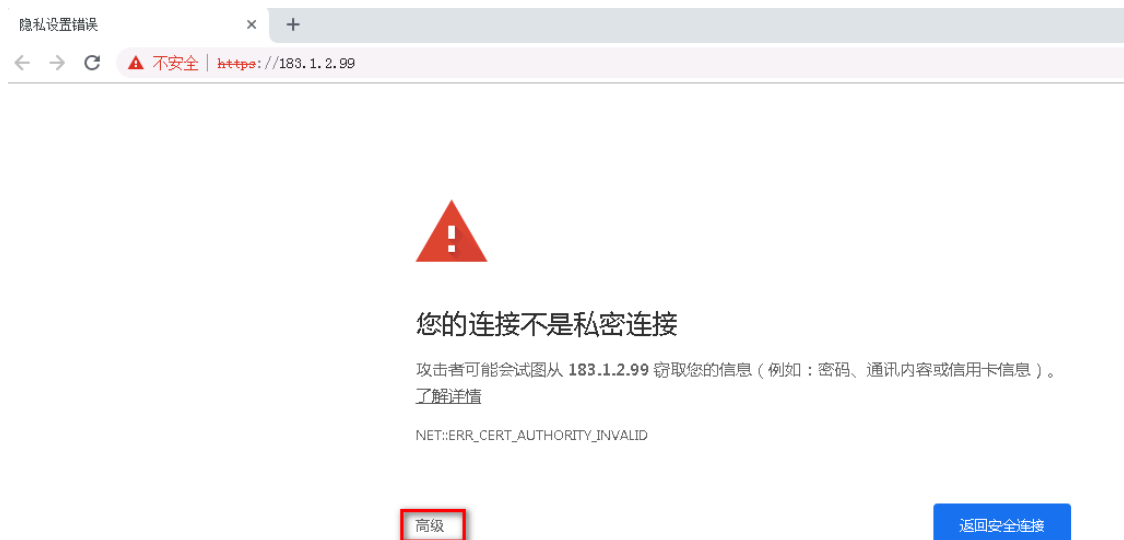 隐私设置错误
不安全 | https://183.1.2.99
您的连接不是私密连接
攻击者可能会试图从 183.1.2.99 窃取您的信息（例如：密码、通讯内容或信用卡信息）。
了解详情
NET::ERR_CERT_AUTHORITY_INVALID
高级
返回安全连接